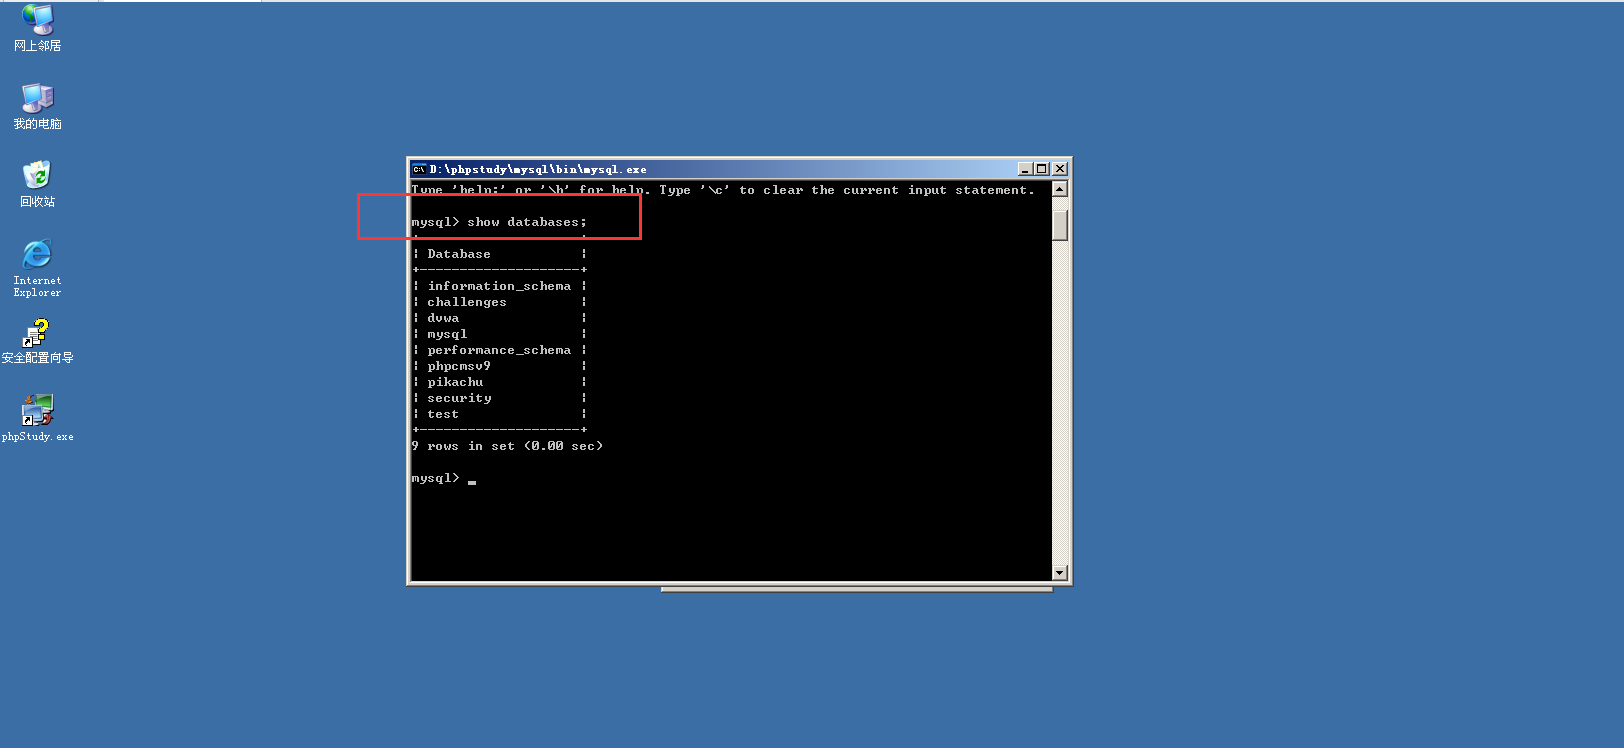 网上邻居
我的电脑
回收站
Internet
Explorer
安全配置向导
phpStudy.exe
D:\phpstudy\mysql\bin\mysql.exe
Type 'help;' or '\h' for help. Type '\c' to clear the current input statement.
mysql> show databases;
| Database |
+--------------------+
| information_schema |
| challenges |
| dvwa |
| mysql |
| performance_schema |
| phpcmsv9 |
| pikachu |
| security |
| test |
+--------------------+
9 rows in set (0.00 sec)
mysql> _